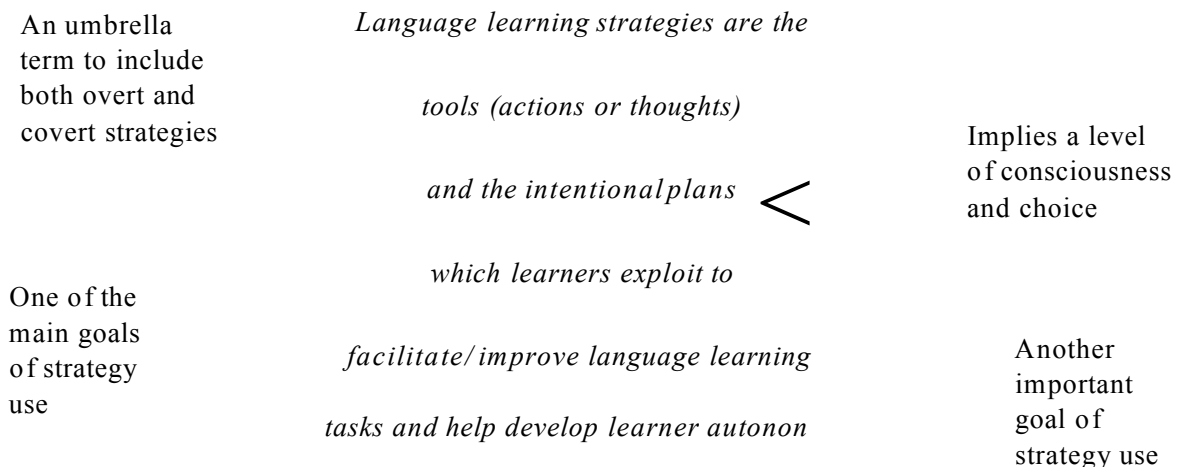 An umbrella
term to include
both overt and
covert strategies
Language learning strategies are the
tools (actions or thoughts)
and the intentional plans <
Implies a level
of consciousness
and choice
which learners exploit to
One of the
main goals
of strategy
use
facilitate/improve language learning
tasks and help develop learner autonon
Another
important
goal of
strategy use